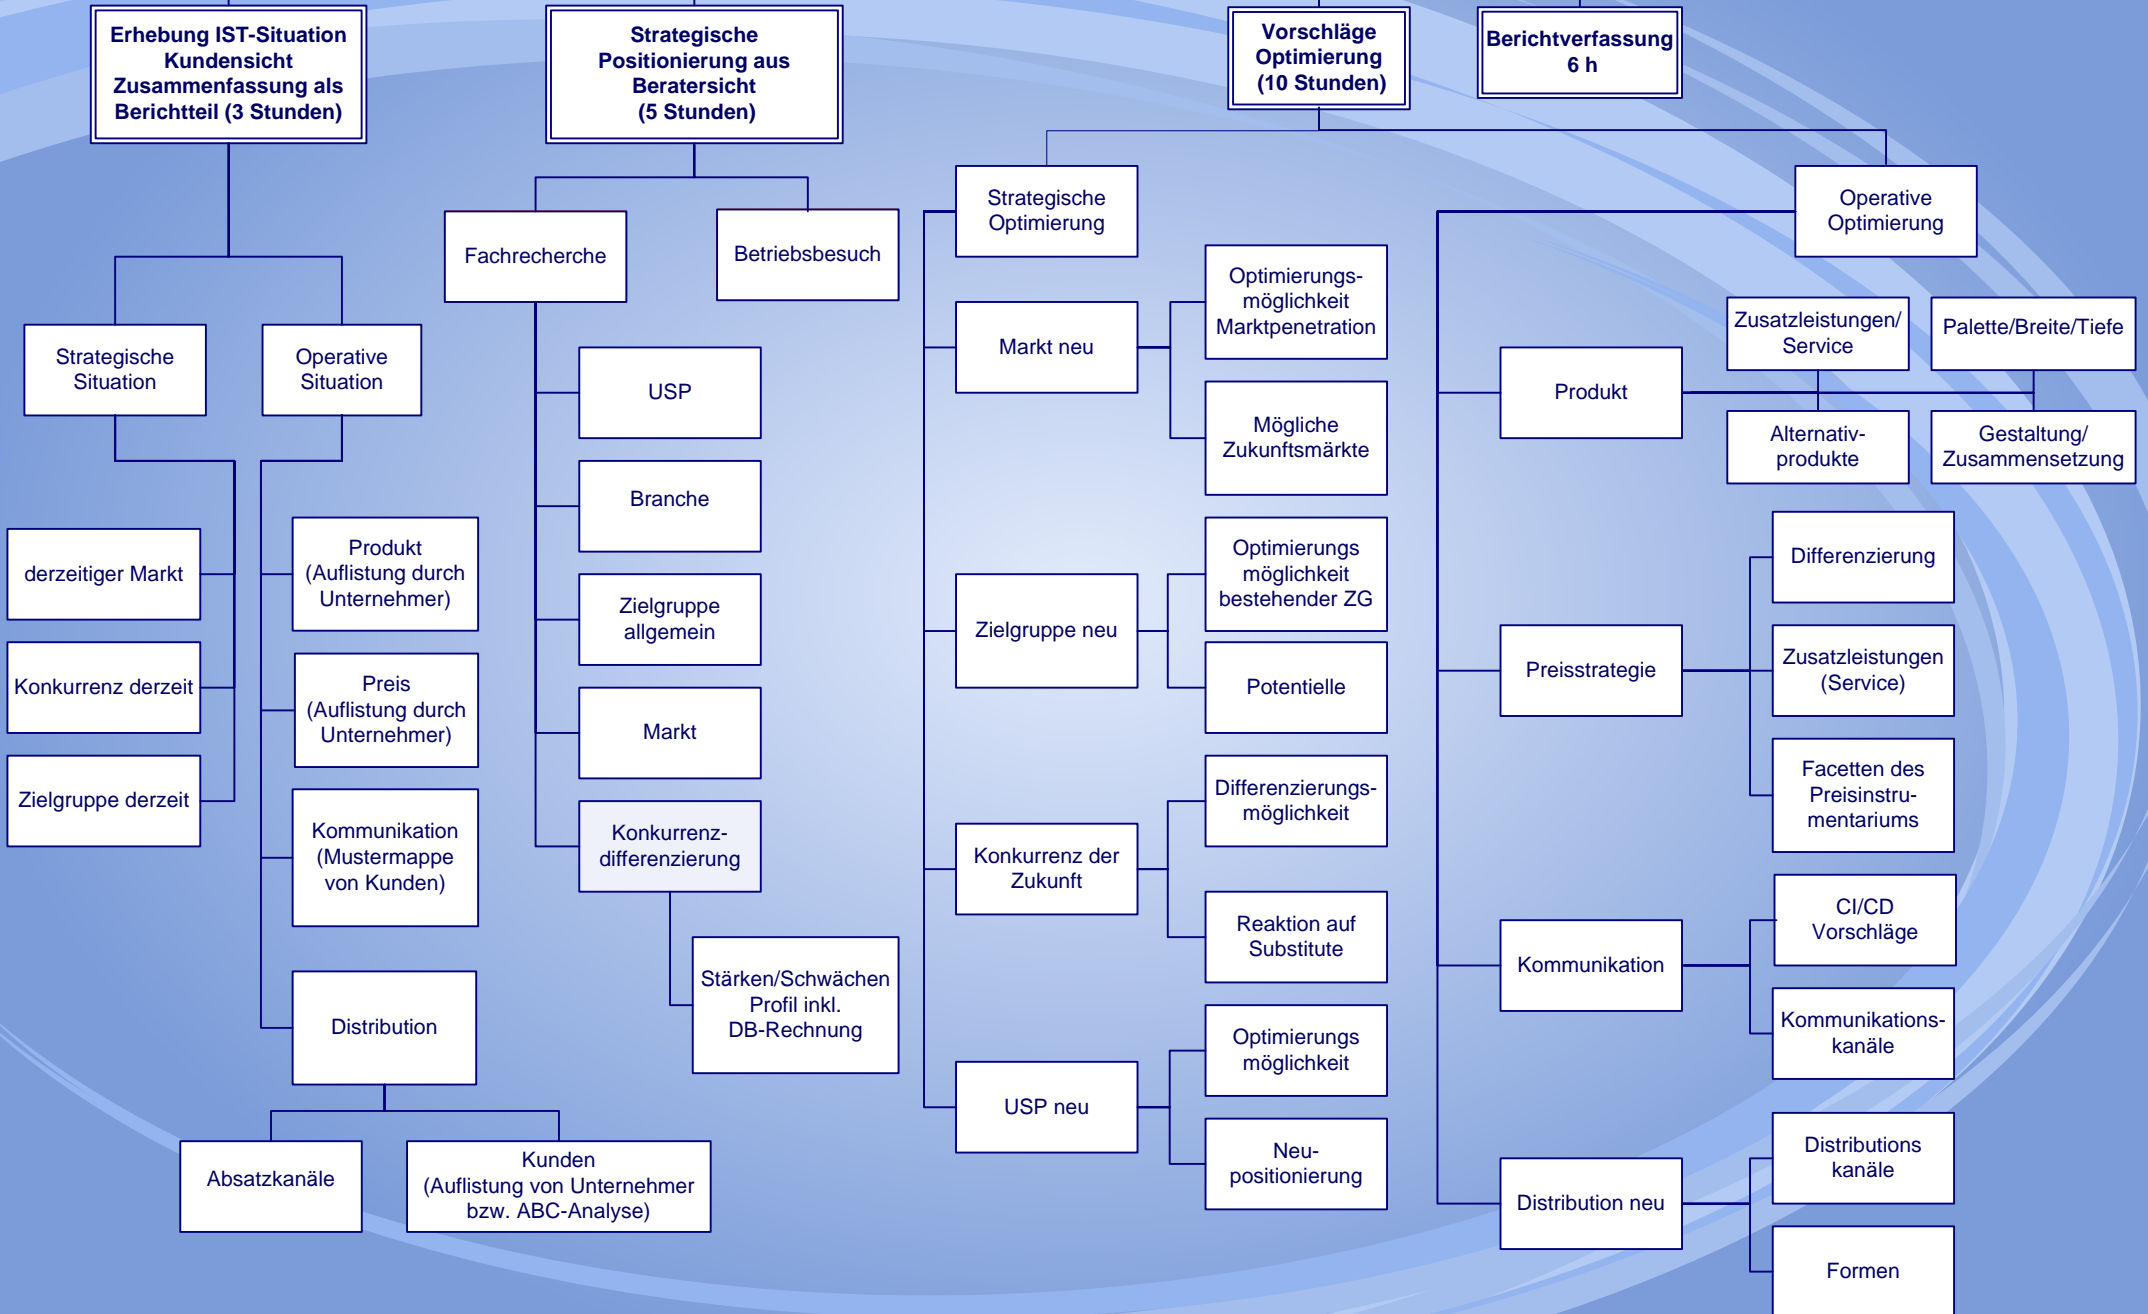 Erhebung IST-Situation
Kundensicht
Zusammenfassung als
Berichtteil (3 Stunden)
Strategische
Positionierung aus
Beratersicht
(5 Stunden)
Vorschläge
Optimierung
(10 Stunden)
Berichtverfassung
6 h
Strategische
Situation
Operative
Situation
derzeitiger Markt
Konkurrenz derzeit
Zielgruppe derzeit
Produkt
(Auflistung durch
Unternehmer)
Preis
(Auflistung durch
Unternehmer)
Kommunikation
(Mustermappe
von Kunden)
Distribution
Absatzkanäle
Kunden
(Auflistung von Unternehmer
bzw. ABC-Analyse)
Fachrecherche
Betriebsbesuch
USP
Branche
Zielgruppe
allgemein
Markt
Konkurrenz-
differenzierung
Stärken/Schwächen
Profil inkl.
DB-Rechnung
Strategische
Optimierung
Markt neu
Optimierungs-
möglichkeit
Marktpenetration
Mögliche
Zukunftsmärkte
Zielgruppe neu
Optimierungs
möglichkeit
bestehender ZG
Potentielle
Konkurrenz der
Zukunft
Differenzierungs-
möglichkeit
Reaktion auf
Substitute
USP neu
Optimierungs
möglichkeit
Neu-
positionierung
Operative
Optimierung
Produkt
Zusatzleistungen/
Service
Palette/Breite/Tiefe
Alternativ-
produkte
Gestaltung/
Zusammensetzung
Preisstrategie
Differenzierung
Zusatzleistungen
(Service)
Facetten des
Preisinstru-
mentariums
Kommunikation
CI/CD
Vorschläge
Kommunikations-
kanäle
Distribution neu
Distributions
kanäle
Formen